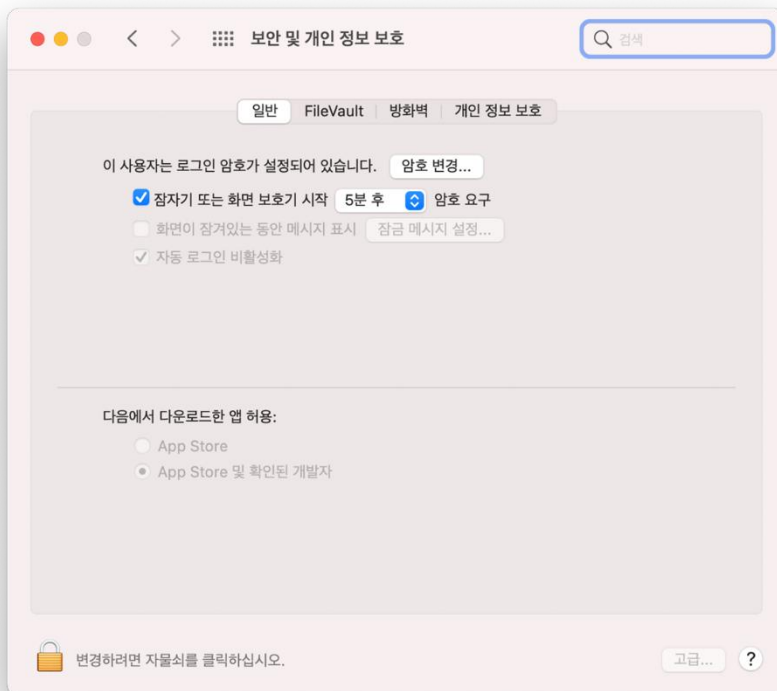 보안 및 개인 정보 보호
검색
일반 FileVault 방화벽 개인 정보 보호
이 사용자는 로그인 암호가 설정되어 있습니다. 암호 변경...
잠자기 또는 화면 보호기 시작 5분 후 암호 요구
화면이 잠겨있는 동안 메시지 표시 잠금 메시지 설정...
자동 로그인 비활성화
다음에서 다운로드한 앱 허용:
App Store
App Store 및 확인된 개발자
변경하려면 자물쇠를 클릭하십시오. 고급... ?